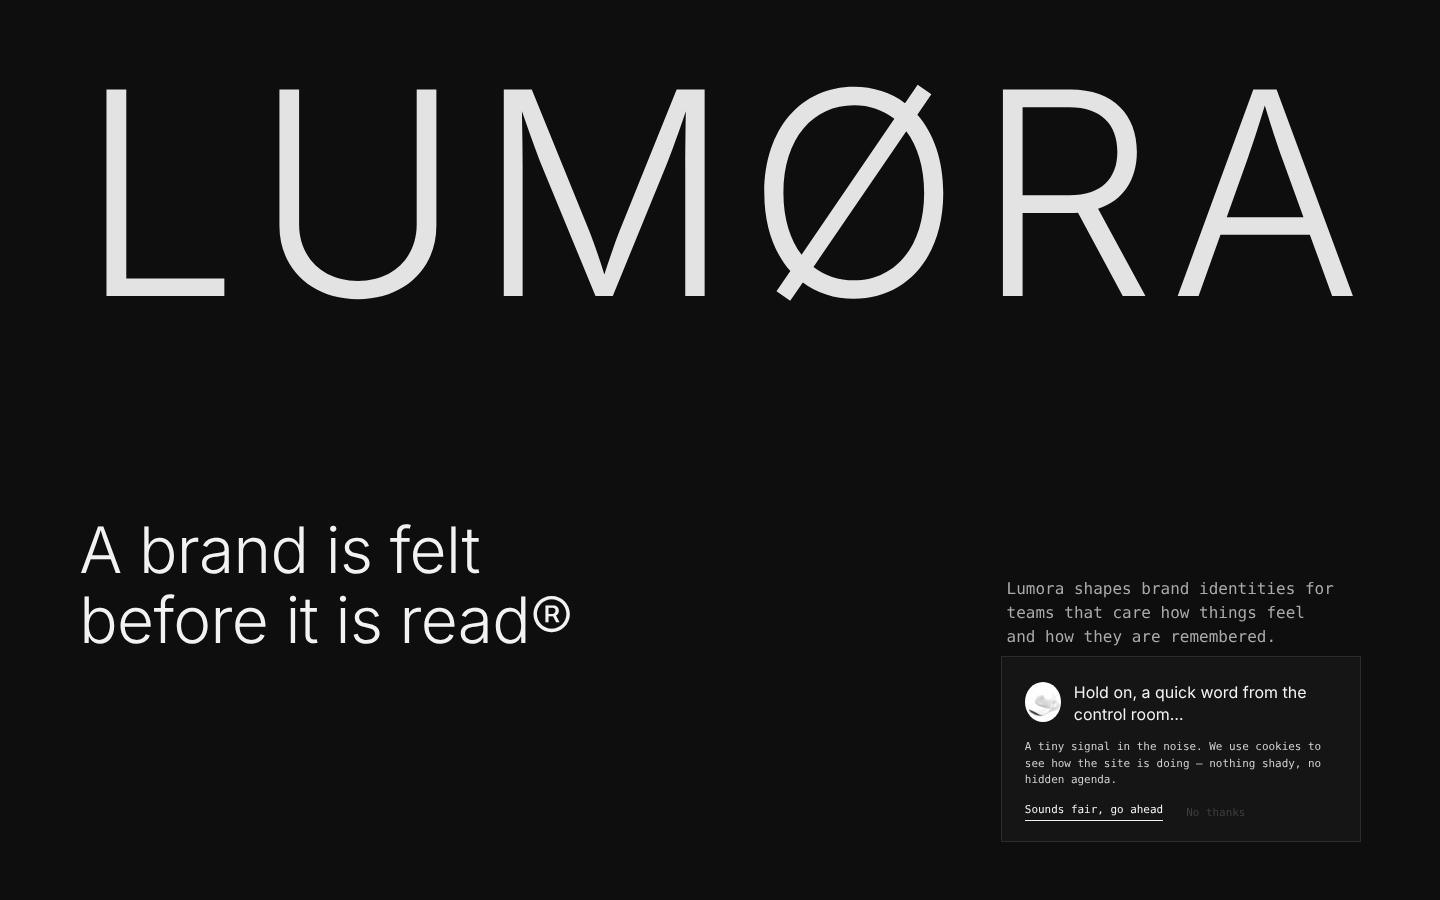 LUMØRA
A brand is felt
before it is read®
Lumora shapes brand identities for
teams that care how things feel
and how they are remembered.
Hold on, a quick word from the
control room...
A tiny signal in the noise. We use cookies to
see how the site is doing — nothing shady, no
hidden agenda.
Sounds fair, go ahead No thanks